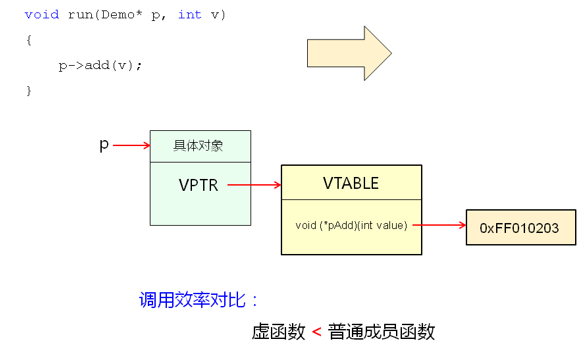 void run(Demo* p, int v)
{
p->add(v);
}
p
具体对象
VPTR
VTABLE
void (*pAdd)(int value)
0xFF010203
调用效率对比：
虚函数 < 普通成员函数